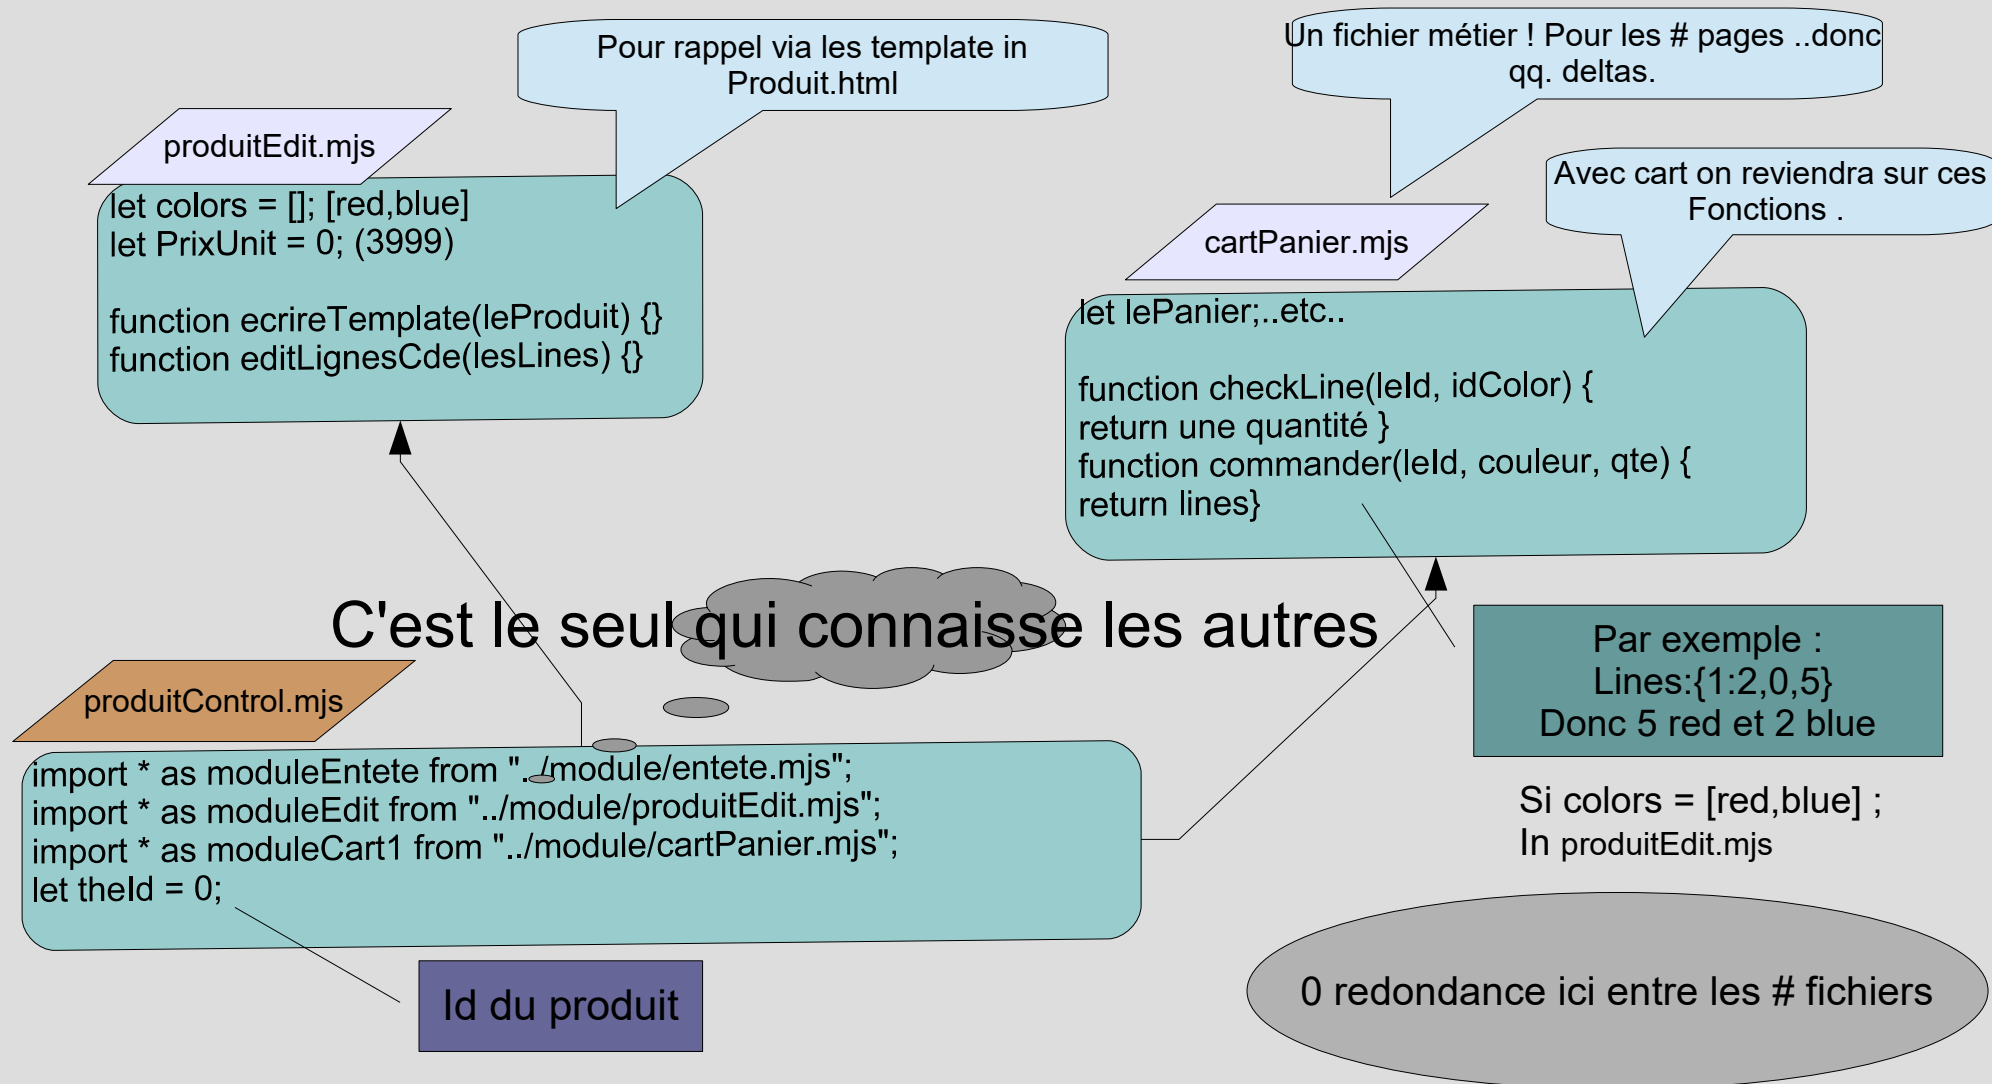 Pour rappel via les template in
Produit.html
Un fichier métier ! Pour les # pages ..donc
qq. deltas.
produitEdit.mjs
let colors = []; [red,blue]
let PrixUnit = 0; (3999)
function ecrireTemplate(leProduit) {}
function editLignesCde(lesLines) {}
Avec cart on reviendra sur ces
Fonctions .
cartPanier.mjs
let lePanier;..etc..
function checkLine(leId, idColor) {
return une quantité }
function commander(leId, couleur, qte) {
return lines}
C'est le seul qui connaisse les autres
Par exemple :
Lines:{1:2,0,5}
Donc 5 red et 2 blue
Si colors = [red,blue] ;
In produitEdit.mjs
produitControl.mjs
import * as moduleEntete from "../module/entete.mjs";
import * as moduleEdit from "../module/produitEdit.mjs";
import * as moduleCart1 from "../module/cartPanier.mjs";
let theId = 0;
Id du produit
0 redondance ici entre les # fichiers